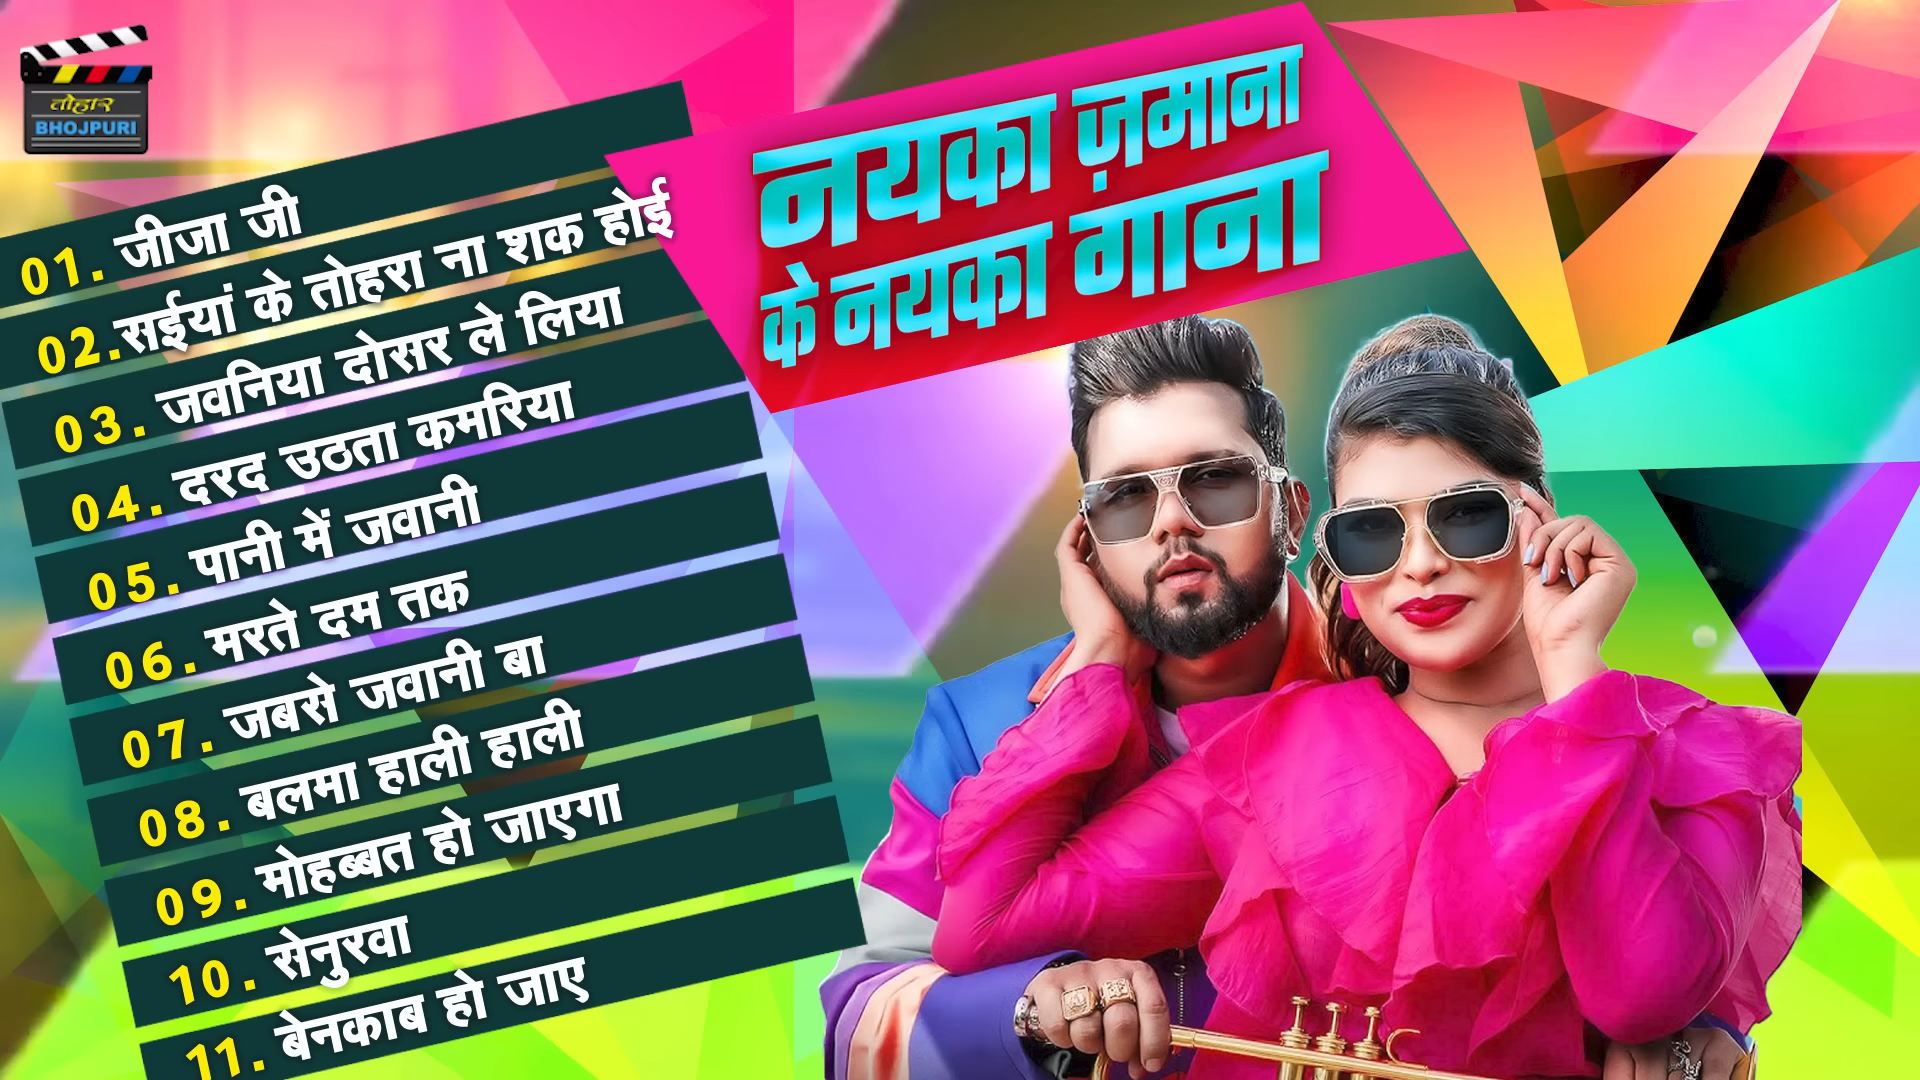 तोहार
BHOJPURI
नयका ज़माना
के नयका गाना
01. जीजा जी
02. सईयां के तोहरा ना शक होई
03. जवनिया दोसर ले लिया
04. दरद उठता कमरिया
05. पानी में जवानी
06. मरते दम तक
07. जबसे जवानी बा
08. बलमा हाली हाली
09. मोहब्बत हो जाएगा
10. सेनुरवा
11. बेनकाब हो जाए